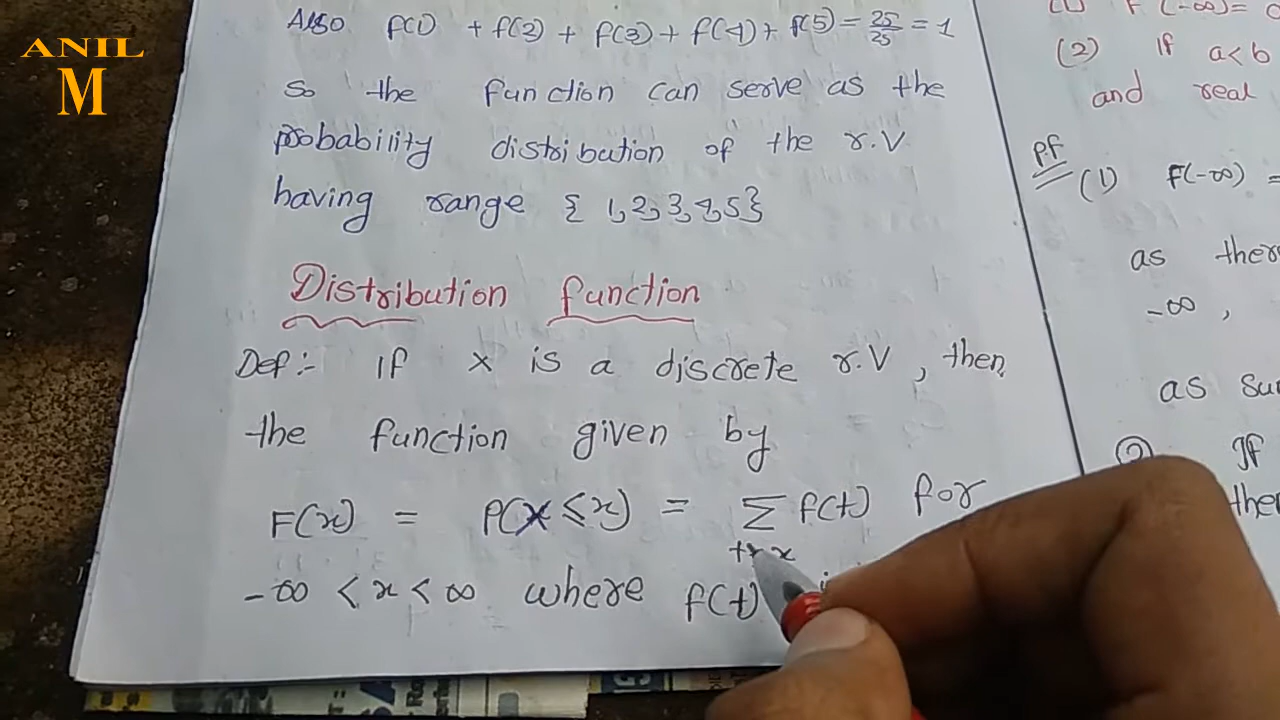 ANIL
M
Also f(1) + f(2) + f(3) + f(4) + f(5) = 25/25 = 1
so the function can serve as the
probability distribution of the r.V
having range { 1,2,3,4,5}
Distribution function
Def:- If x is a discrete r.V, then,
the function given by
F(x) = P(X ≤ x) = Σ f(t) for
-∞ < x < ∞ where f(t)
(1) F(-∞) =
(2) If a<b
and real
Pf
(1) F(-∞) =
as
-∞ ,
as
If